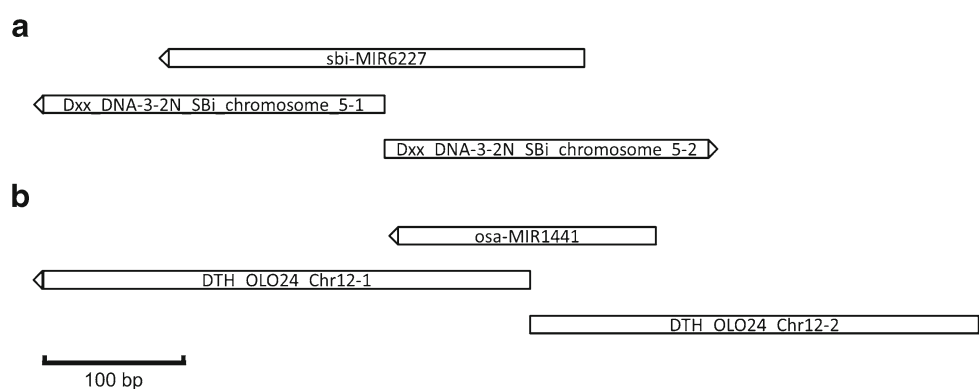 a
sbi-MIR6227
Dxx_DNA-3-2N_SBi_chromosome_5-1
Dxx_DNA-3-2N_SBi_chromosome_5-2
b
osa-MIR1441
DTH_OLO24_Chr12-1
DTH_OLO24_Chr12-2
100 bp